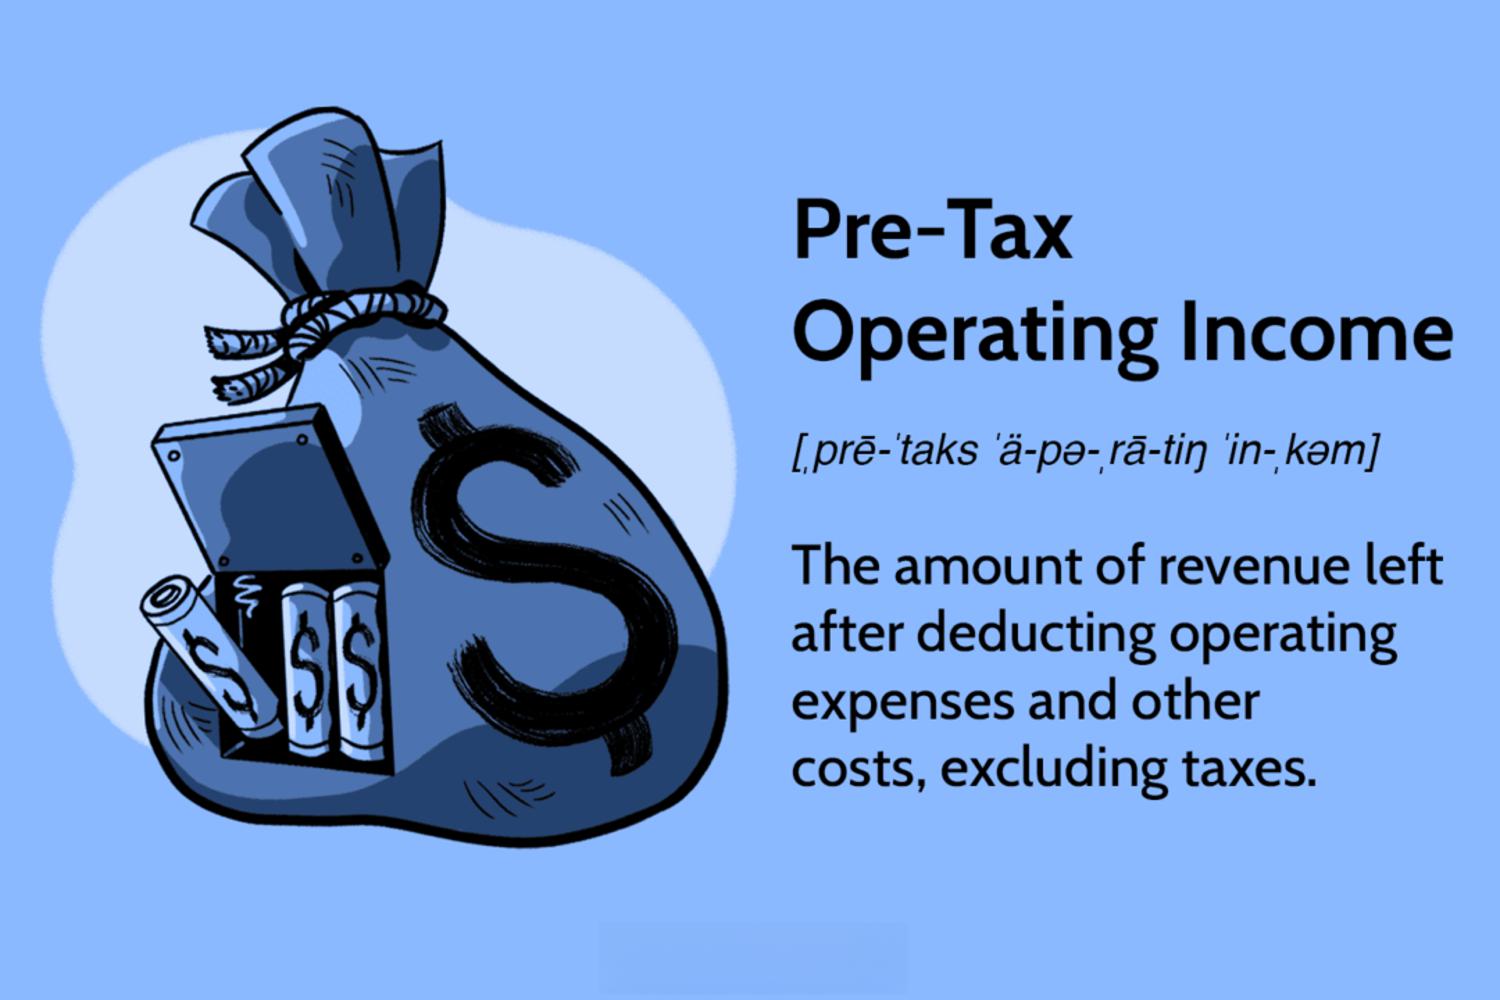 Pre-Tax
Operating Income
[ˌprē-ˈtaks ˈä-pə-ˌrā-tiŋ ˈin-ˌkəm]
The amount of revenue left
after deducting operating
expenses and other
costs, excluding taxes.
$
$
$ $